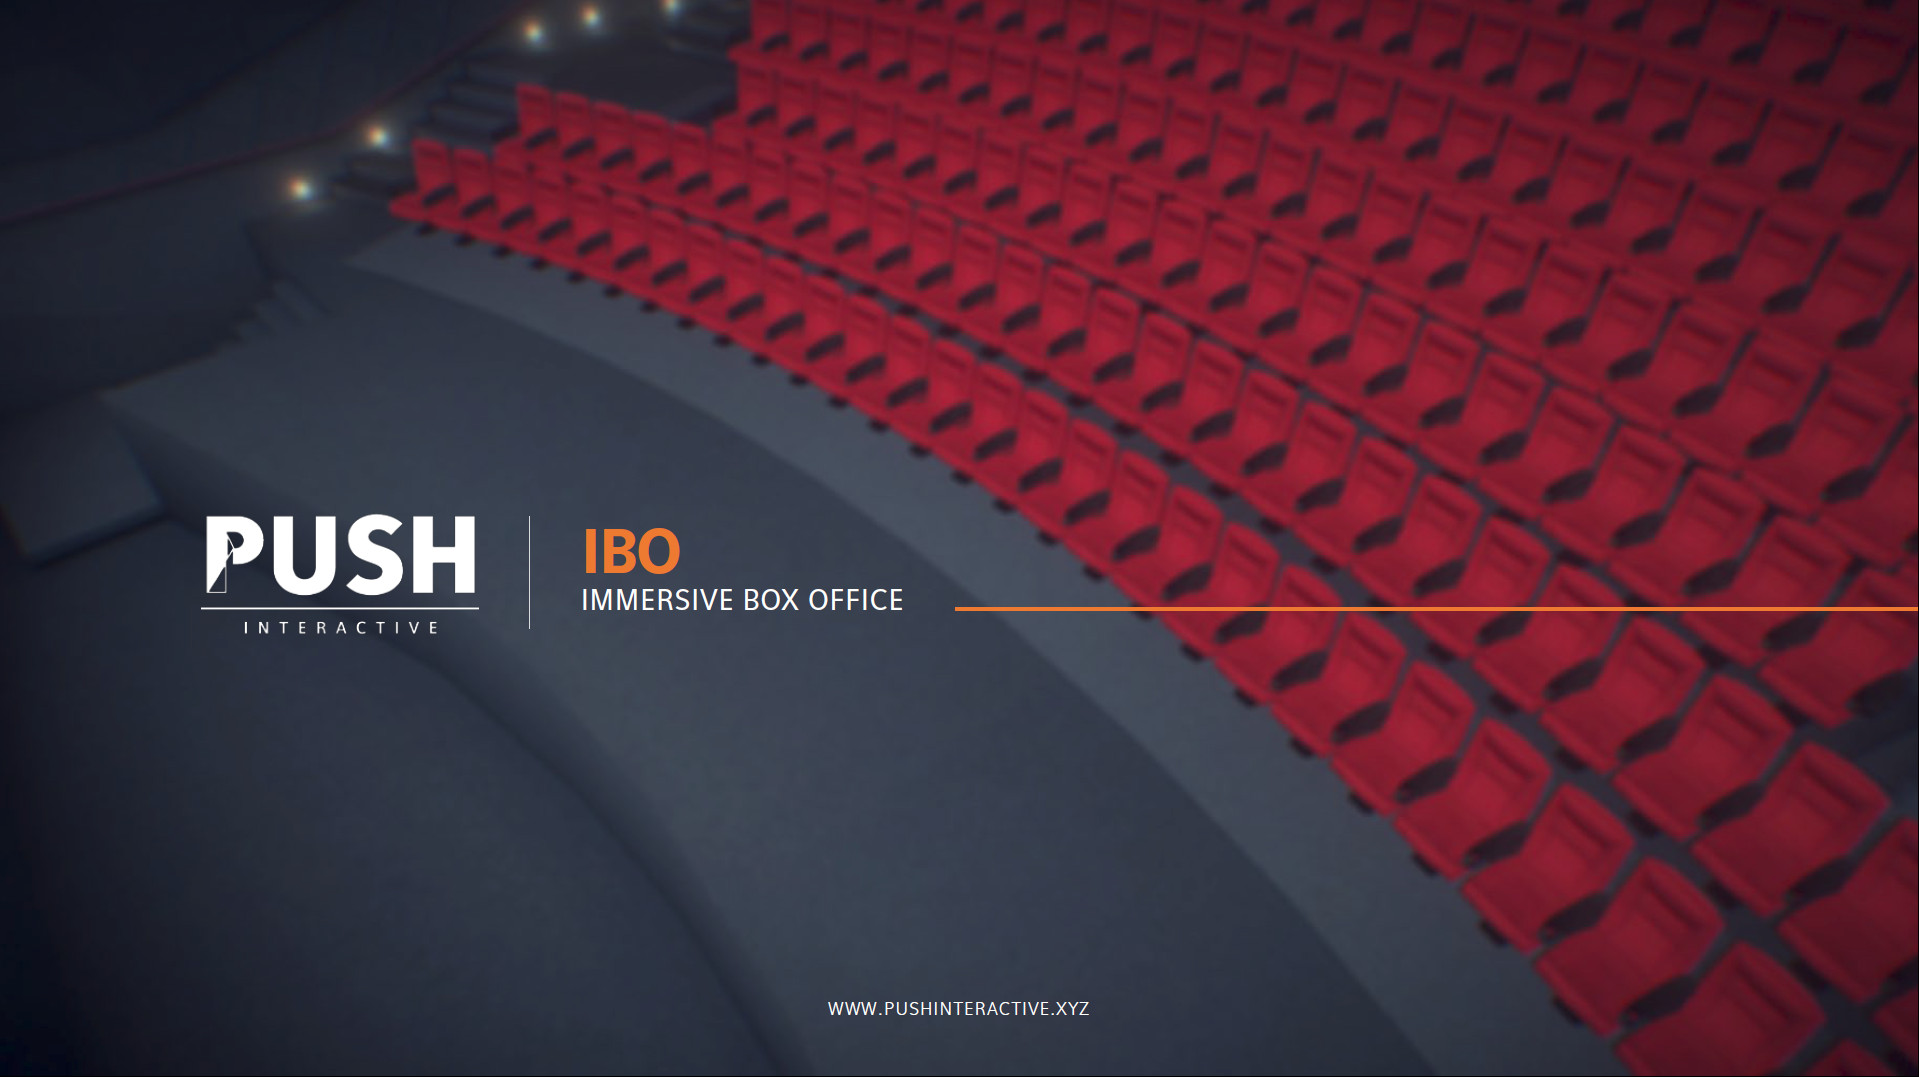 PUSH
INTERACTIVE
IBO
IMMERSIVE BOX OFFICE
WWW.PUSHINTERACTIVE.XYZ